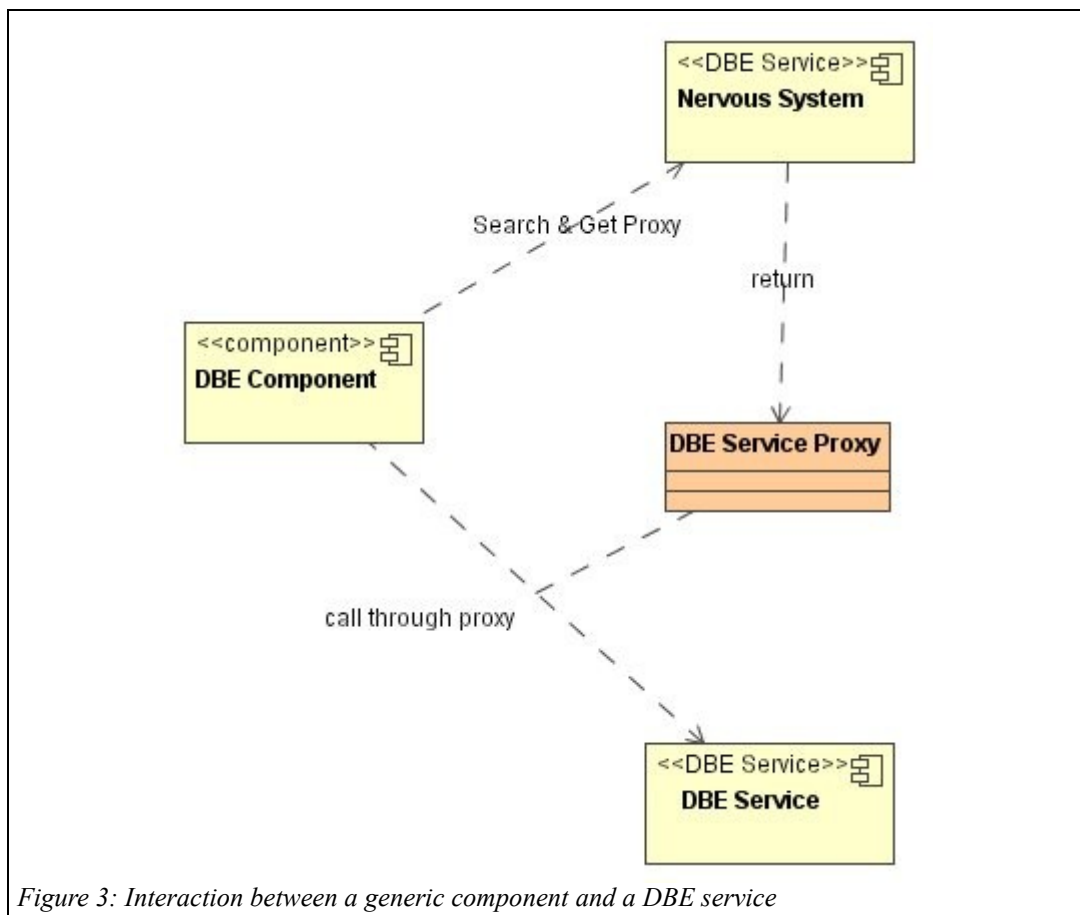 <<DBE Service>>
Nervous System
Search & Get Proxy
return
<<component>>
DBE Component
DBE Service Proxy
call through proxy
<<DBE Service>>
DBE Service
Figure 3: Interaction between a generic component and a DBE service